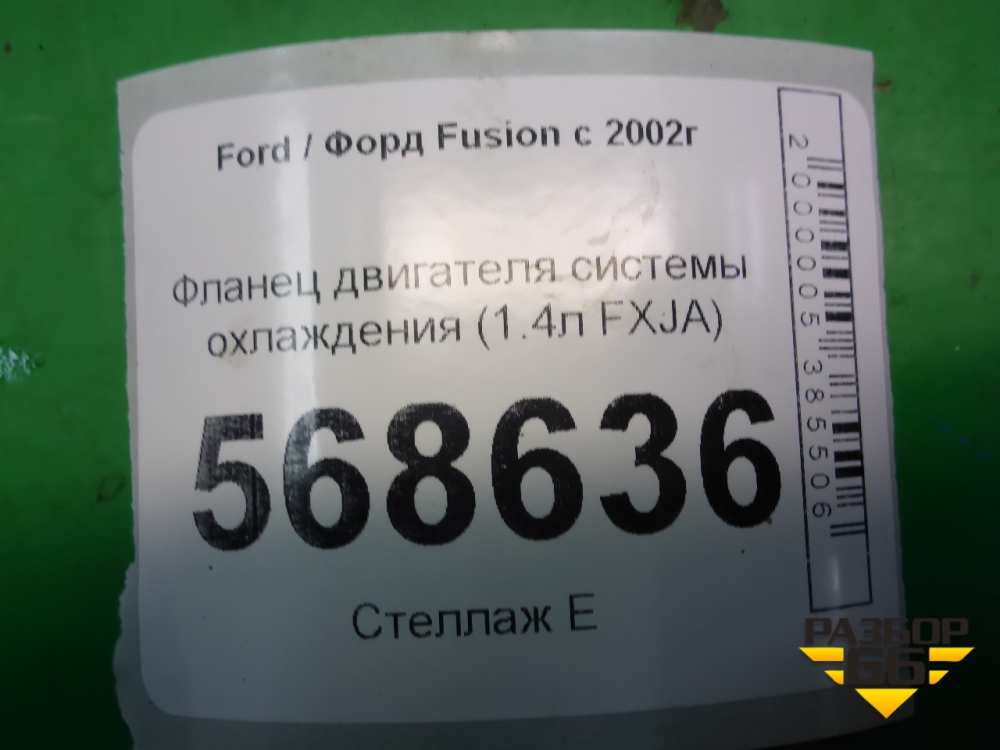 Ford / Форд Fusion с 2002г
Фланец двигателя системы
охлаждения (1.4л FXJA)
568636
Стеллаж Е
2000005385506
РАЗБОР
66